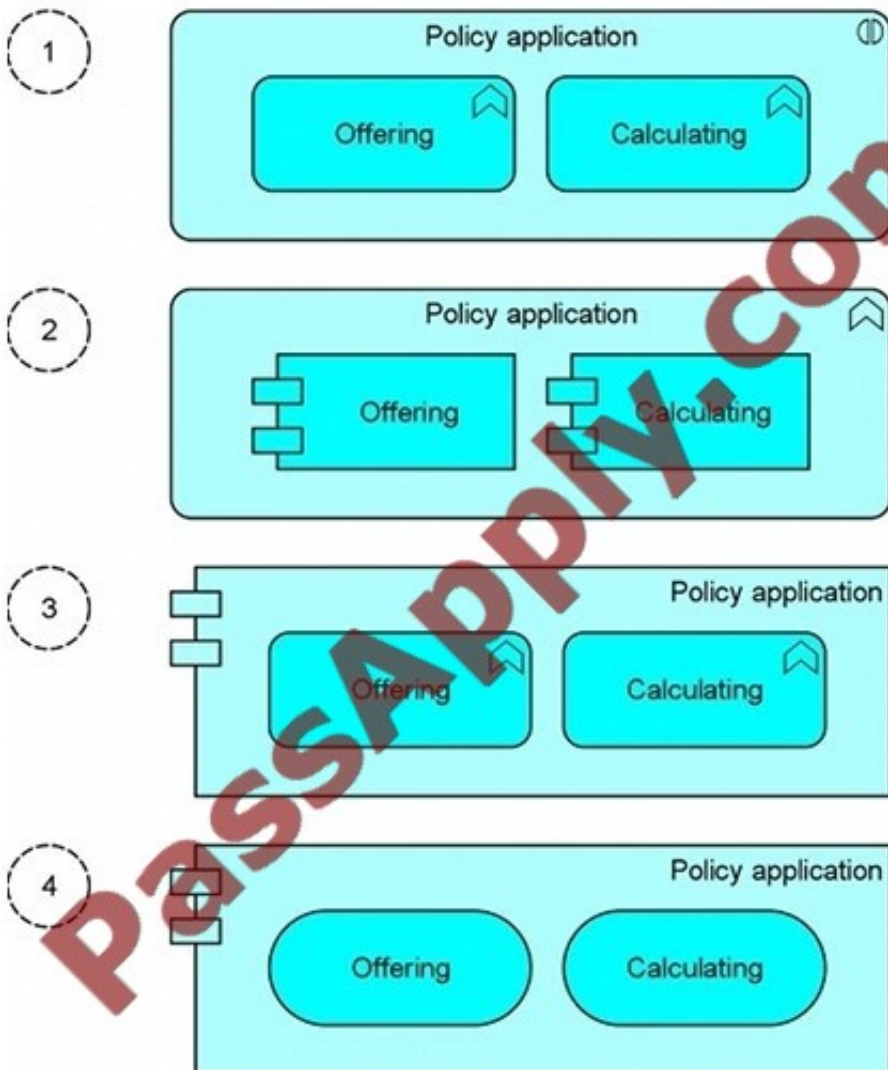 1
Policy application
Offering
Calculating
2
Policy application
Offering
Calculating
3
Policy application
Offering
Calculating
4
Policy application
Offering
Calculating
PassApply.com